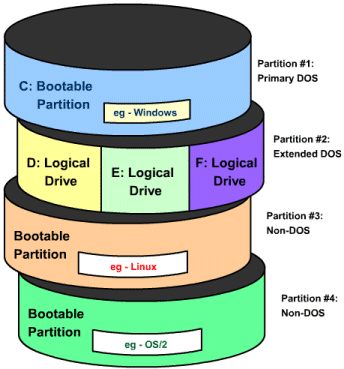 Partition #1:
Primary DOS
C: Bootable
Partition
eg - Windows
Partition #2:
Extended DOS
D: Logical
Drive
E: Logical
Drive
F: Logical
Drive
Partition #3:
Non-DOS
Bootable
Partition
eg - Linux
Partition #4:
Non-DOS
Bootable
Partition
eg - OS/2